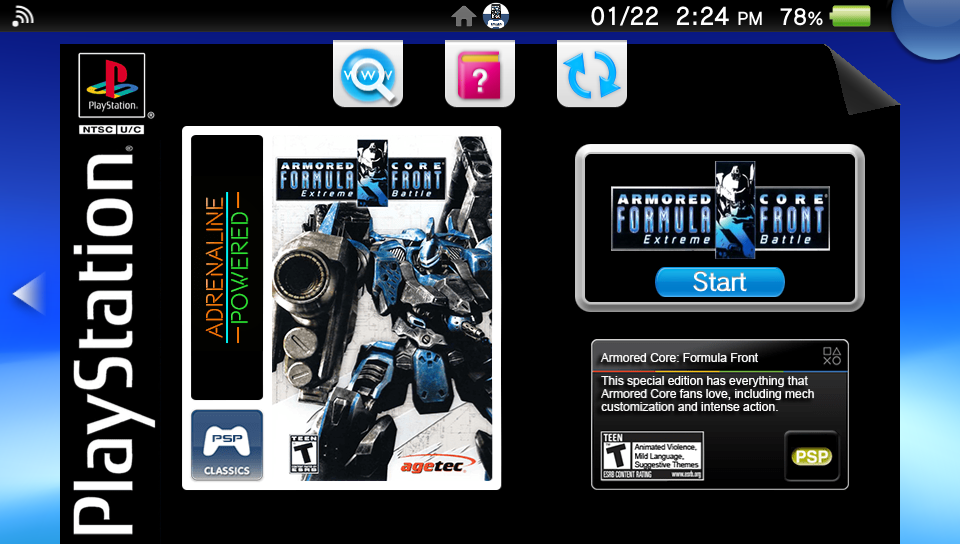 01/22 2:24 PM 78%
PlayStation®
NTSC U/C
PlayStation®
www
?
ADRENALINE
POWERED
PSP
CLASSICS
ARMORED CORE®
FORMULA FRONT
Extreme Battle
TEEN
T
ESRB
agetec
ARMORED CORE®
FORMULA FRONT
Extreme Battle
Start
Armored Core: Formula Front
This special edition has everything that
Armored Core fans love, including mech
customization and intense action.
TEEN
T
Animated Violence,
Mild Language,
Suggestive Themes
ESRB CONTENT RATING www.esrb.org
PSP